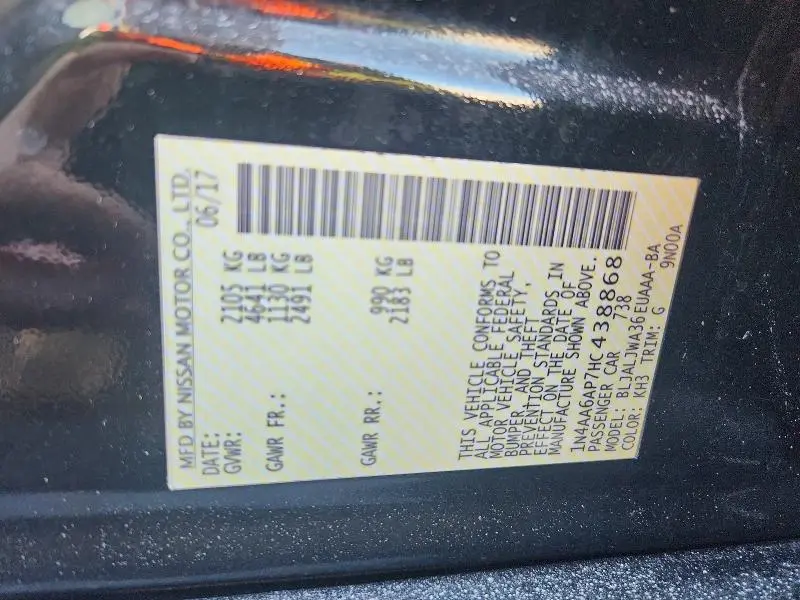 MFD BY NISSAN MOTOR CO., LTD.
DATE: 06/17
GVWR: 2105 KG
4641 LB
GAWR FR.: 1130 KG
2491 LB
GAWR RR.: 990 KG
2183 LB
THIS VEHICLE CONFORMS TO
ALL APPLICABLE FEDERAL
MOTOR VEHICLE SAFETY,
BUMPER, AND THEFT
PREVENTION STANDARDS IN
EFFECT ON THE DATE OF
MANUFACTURE SHOWN ABOVE.
1N4AA6AP7HC438868
PASSENGER CAR 738
MODEL: BLJALJWA36EUAAA-BA
COLOR: KH3 TRIM: G 9N00A